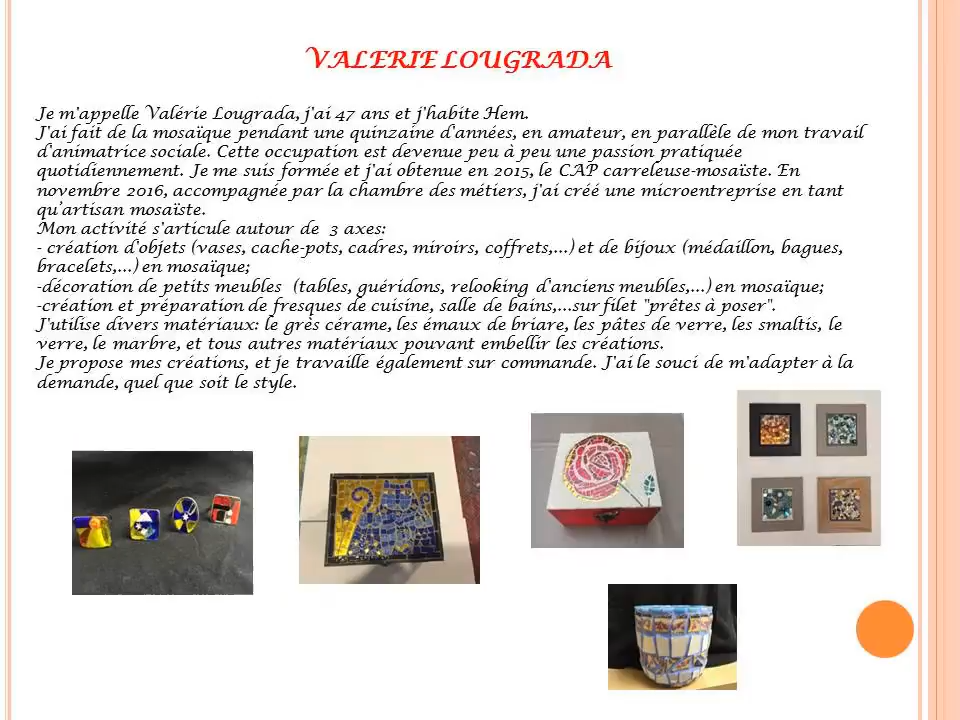 VALERIE LOUGRADA
Je m'appelle Valérie Lougrada, j'ai 47 ans et j'habite Hem.
J'ai fait de la mosaïque pendant une quinzaine d'années, en amateur, en parallèle de mon travail
d'animatrice sociale. Cette occupation est devenue peu à peu une passion pratiquée
quotidiennement. Je me suis formée et j'ai obtenue en 2015, le CAP carreleuse-mosaïste. En
novembre 2016, accompagnée par la chambre des métiers, j'ai créé une microentreprise en tant
qu'artisan mosaïste.
Mon activité s'articule autour de 3 axes:
- création d'objets (vases, cache-pots, cadres, miroirs, coffrets,...) et de bijoux (médaillon, bagues,
bracelets,...) en mosaïque;
-décoration de petits meubles (tables, guéridons, relooking d'anciens meubles,...) en mosaïque;
-création et préparation de fresques de cuisine, salle de bains,...sur filet "prêtes à poser".
J'utilise divers matériaux: le grès cérame, les émaux de briare, les pâtes de verre, les smaltis, le
verre, le marbre, et tous autres matériaux pouvant embellir les créations.
Je propose mes créations, et je travaille également sur commande. J'ai le souci de m'adapter à la
demande, quel que soit le style.